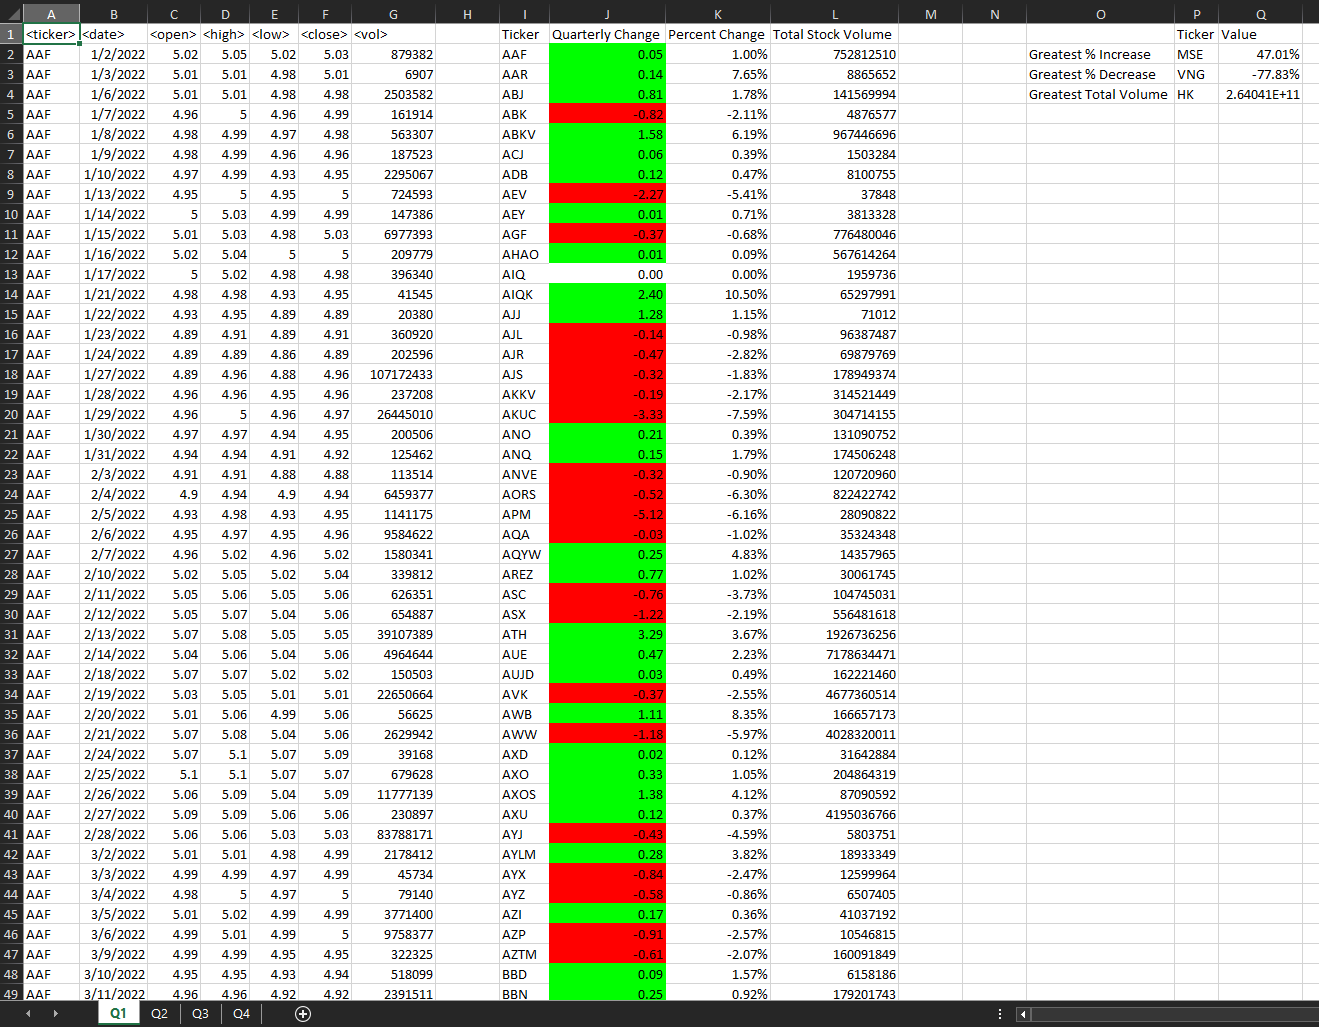 A B C D E F G H I J K L M N O P Q
1 <ticker> <date> <open> <high> <low> <close> <vol> Ticker Quarterly Change Percent Change Total Stock Volume Ticker Value
2 AAF 1/2/2022 5.02 5.05 5.02 5.03 879382 AAF 0.05 1.00% 752812510 Greatest % Increase MSE 47.01%
3 AAF 1/3/2022 5.01 5.01 4.98 5.01 6907 AAR 0.14 7.65% 8865652 Greatest % Decrease VNG -77.83%
4 AAF 1/6/2022 5.01 5.01 4.98 4.98 2503582 ABJ 0.81 1.78% 141569994 Greatest Total Volume HK 2.64041E+11
5 AAF 1/7/2022 4.96 5 4.96 4.99 161914 ABK -0.82 -2.11% 4876577
6 AAF 1/8/2022 4.98 4.99 4.97 4.98 563307 ABKV 1.58 6.19% 967446696
7 AAF 1/9/2022 4.98 4.99 4.96 4.96 187523 ACJ 0.06 0.39% 1503284
8 AAF 1/10/2022 4.97 4.99 4.93 4.95 2295067 ADB 0.12 0.47% 8100755
9 AAF 1/13/2022 4.95 5 4.95 5 724593 AEV -2.27 -5.41% 37848
10 AAF 1/14/2022 5 5.03 4.99 4.99 147386 AEY 0.01 0.71% 3813328
11 AAF 1/15/2022 5.01 5.03 4.98 5.03 6977393 AGF -0.37 -0.68% 776480046
12 AAF 1/16/2022 5.02 5.04 5 5 209779 AHAO 0.01 0.09% 567614264
13 AAF 1/17/2022 5 5.02 4.98 4.98 396340 AIQ 0.00 0.00% 1959736
14 AAF 1/21/2022 4.98 4.98 4.93 4.95 41545 AIQK 2.40 10.50% 65297991
15 AAF 1/22/2022 4.93 4.95 4.89 4.89 20380 AJJ 1.28 1.15% 71012
16 AAF 1/23/2022 4.89 4.91 4.89 4.91 360920 AJL -0.14 -0.98% 96387487
17 AAF 1/24/2022 4.89 4.89 4.86 4.89 202596 AJR -0.47 -2.82% 69879769
18 AAF 1/27/2022 4.89 4.96 4.88 4.96 107172433 AJS -0.32 -1.83% 178949374
19 AAF 1/28/2022 4.96 4.96 4.95 4.96 237208 AKKV -0.19 -2.17% 314521449
20 AAF 1/29/2022 4.96 5 4.96 4.97 26445010 AKUC -3.33 -7.59% 304714155
21 AAF 1/30/2022 4.97 4.97 4.94 4.95 200506 ANO 0.21 0.39% 131090752
22 AAF 1/31/2022 4.94 4.94 4.91 4.92 125462 ANQ 0.15 1.79% 174506248
23 AAF 2/3/2022 4.91 4.91 4.88 4.88 113514 ANVE -0.32 -0.90% 120720960
24 AAF 2/4/2022 4.9 4.94 4.9 4.94 6459377 AORS -0.52 -6.30% 822422742
25 AAF 2/5/2022 4.93 4.98 4.93 4.95 1141175 APM -5.12 -6.16% 28090822
26 AAF 2/6/2022 4.95 4.97 4.95 4.96 9584622 AQA -0.03 -1.02% 35324348
27 AAF 2/7/2022 4.96 5.02 4.96 5.02 1580341 AQYW 0.25 4.83% 14357965
28 AAF 2/10/2022 5.02 5.05 5.02 5.04 339812 AREZ 0.77 1.02% 30061745
29 AAF 2/11/2022 5.05 5.06 5.05 5.06 626351 ASC -0.76 -3.73% 104745031
30 AAF 2/12/2022 5.05 5.07 5.04 5.06 654887 ASX -1.22 -2.19% 556481618
31 AAF 2/13/2022 5.07 5.08 5.05 5.05 39107389 ATH 3.29 3.67% 1926736256
32 AAF 2/14/2022 5.04 5.06 5.04 5.06 4964644 AUE 0.47 2.23% 7178634471
33 AAF 2/18/2022 5.07 5.07 5.02 5.02 150503 AUJD 0.03 0.49% 162221460
34 AAF 2/19/2022 5.03 5.05 5.01 5.01 22650664 AVK -0.37 -2.55% 4677360514
35 AAF 2/20/2022 5.01 5.06 4.99 5.06 56625 AWB 1.11 8.35% 166657173
36 AAF 2/21/2022 5.07 5.08 5.04 5.06 2629942 AWW -1.18 -5.97% 4028320011
37 AAF 2/24/2022 5.07 5.1 5.07 5.09 39168 AXD 0.02 0.12% 31642884
38 AAF 2/25/2022 5.1 5.1 5.07 5.07 679628 AXO 0.33 1.05% 204864319
39 AAF 2/26/2022 5.06 5.09 5.04 5.09 11777139 AXOS 1.38 4.12% 87090592
40 AAF 2/27/2022 5.09 5.09 5.06 5.06 230897 AXU 0.12 0.37% 4195036766
41 AAF 2/28/2022 5.06 5.06 5.03 5.03 83788171 AYJ -0.43 -4.59% 5803751
42 AAF 3/2/2022 5.01 5.01 4.98 4.99 2178412 AYLM 0.28 3.82% 18933349
43 AAF 3/3/2022 4.99 4.99 4.97 4.99 45734 AYX -0.84 -2.47% 12599964
44 AAF 3/4/2022 4.98 5 4.97 5 79140 AYZ -0.58 -0.86% 6507405
45 AAF 3/5/2022 5.01 5.02 4.99 4.99 3771400 AZI 0.17 0.36% 41037192
46 AAF 3/6/2022 4.99 5.01 4.99 5 9758377 AZP -0.91 -2.57% 10546815
47 AAF 3/9/2022 4.99 4.99 4.95 4.95 322325 AZTM -0.61 -2.07% 160091849
48 AAF 3/10/2022 4.95 4.95 4.93 4.94 518099 BBD 0.09 1.57% 6158186
49 AAF 3/11/2022 4.96 4.96 4.92 4.92 2391511 BBN 0.25 0.92% 179201743
Q1 Q2 Q3 Q4